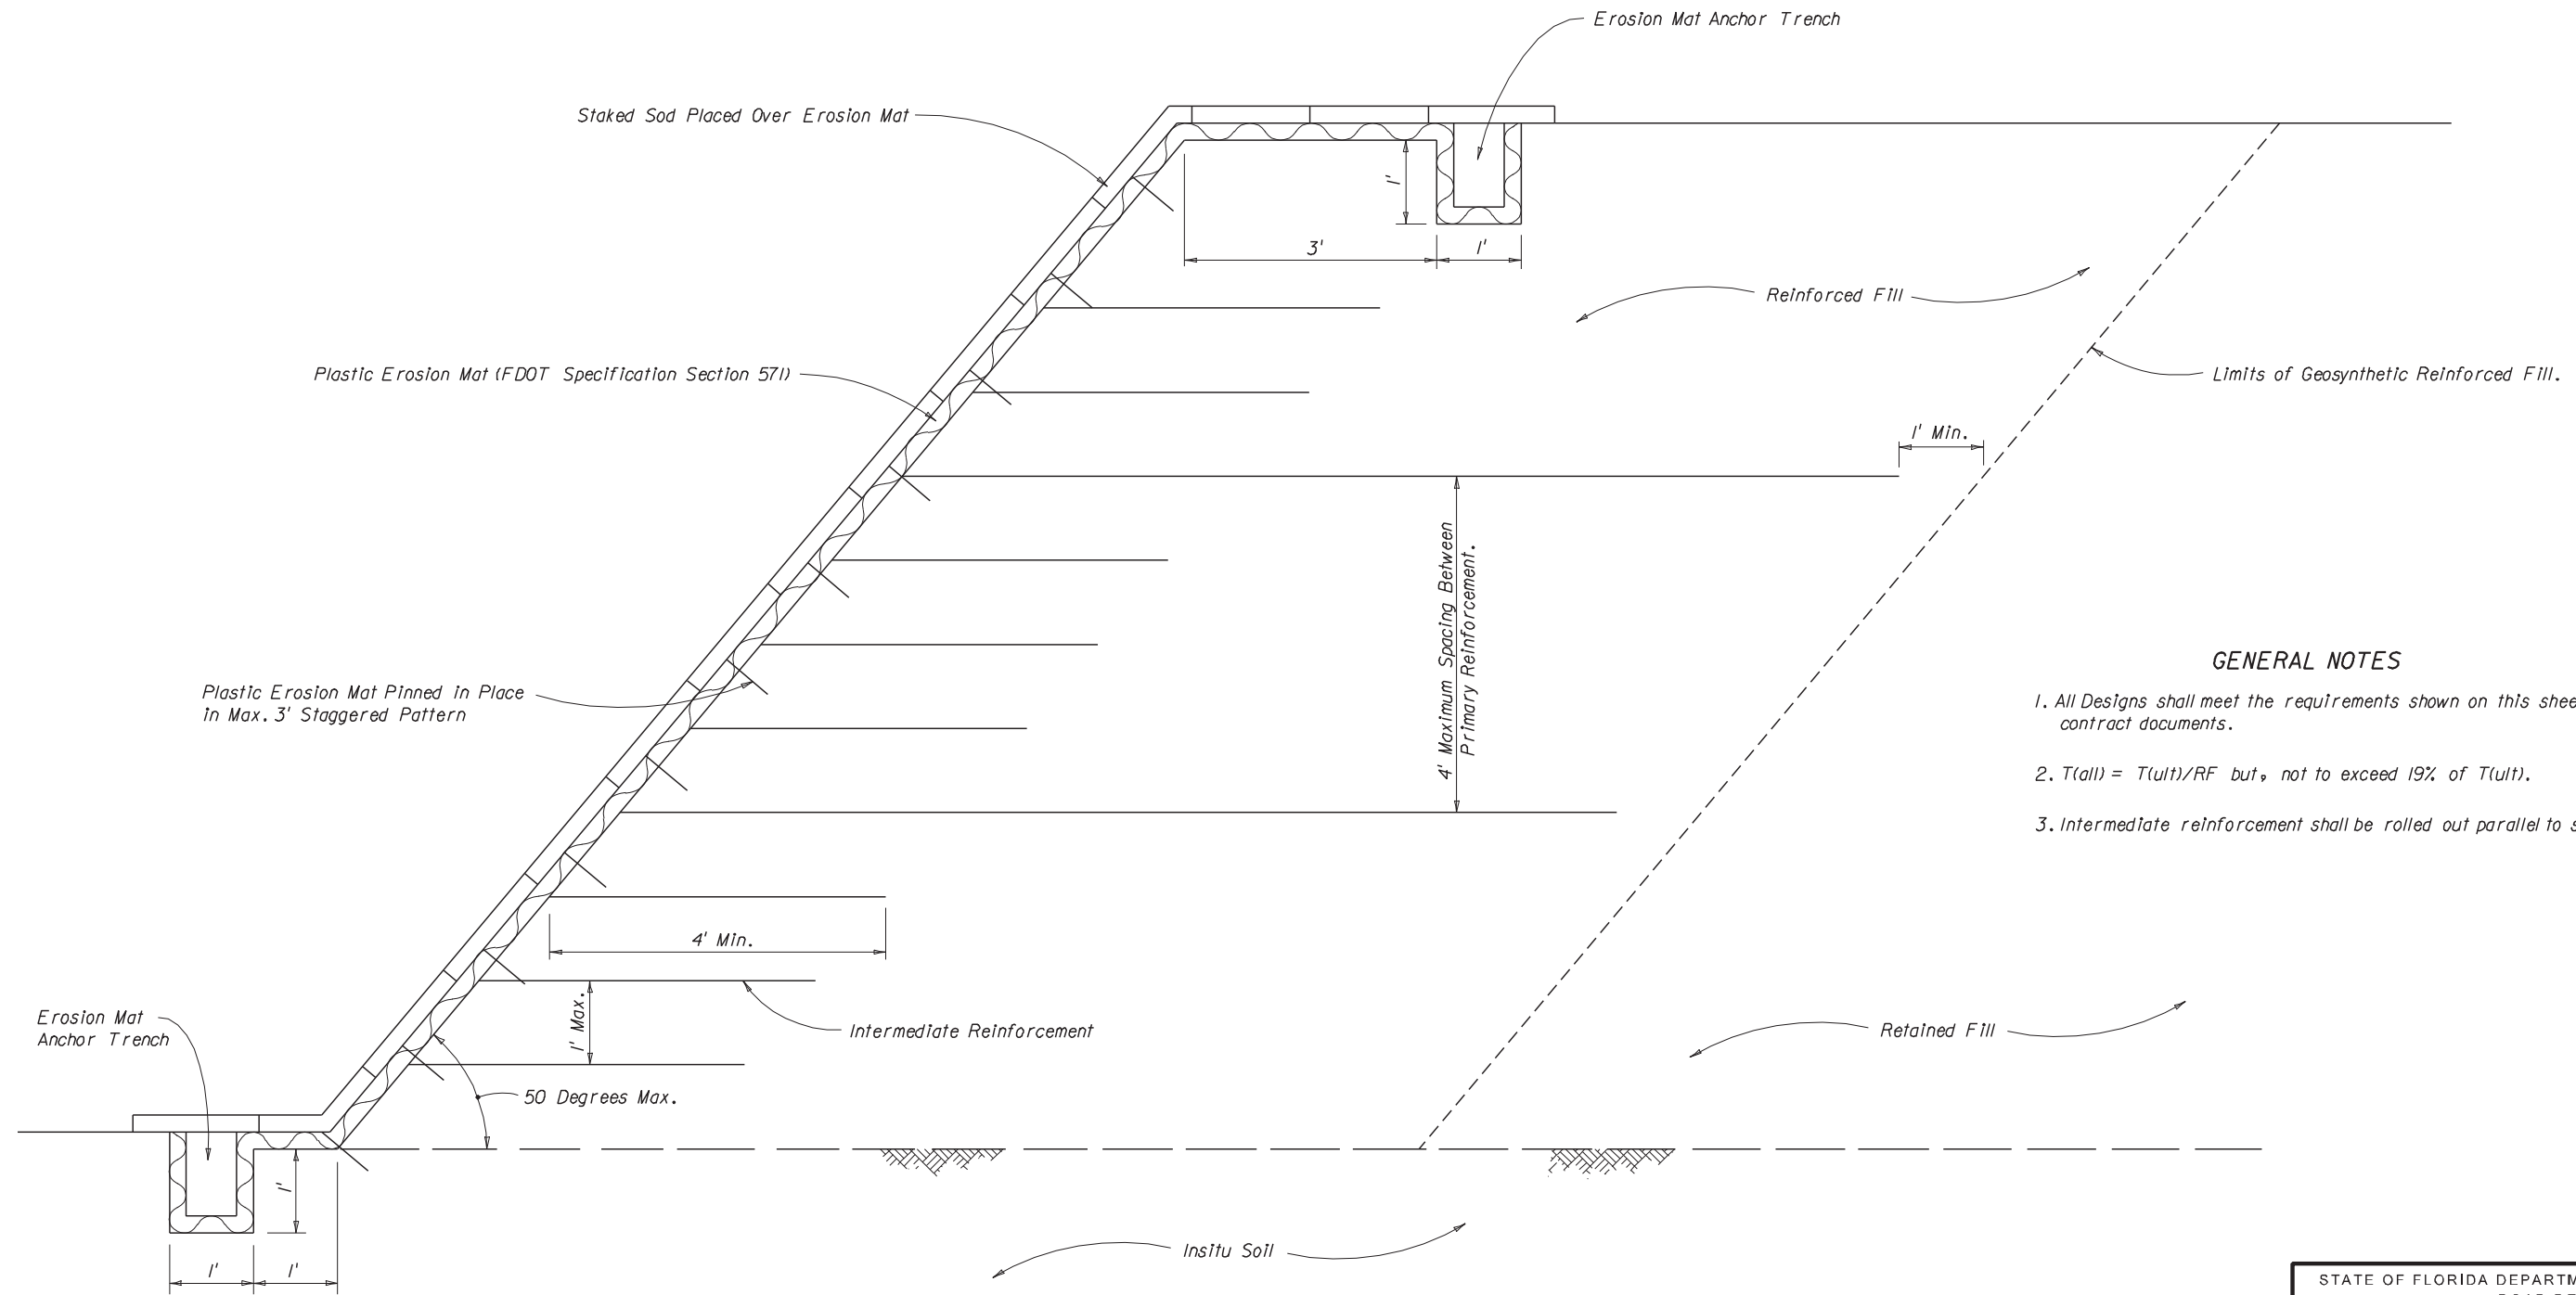 Erosion Mat Anchor Trench
Staked Sod Placed Over Erosion Mat
1'
3'
1'
Reinforced Fill
Plastic Erosion Mat (FDOT Specification Section 571)
Limits of Geosynthetic Reinforced Fill.
1' Min.
4' Maximum Spacing Between
Primary Reinforcement.
GENERAL NOTES
Plastic Erosion Mat Pinned in Place
in Max. 3' Staggered Pattern
1. All Designs shall meet the requirements shown on this
contract documents.
2. T(all) = T(ult)/RF but, not to exceed 19% of T(ult).
3. Intermediate reinforcement shall be rolled out parallel to
4' Min.
1' Max.
Erosion Mat
Anchor Trench
Intermediate Reinforcement
Retained Fill
50 Degrees Max.
1'
Insitu Soil
1'
1'
STATE OF FLORIDA